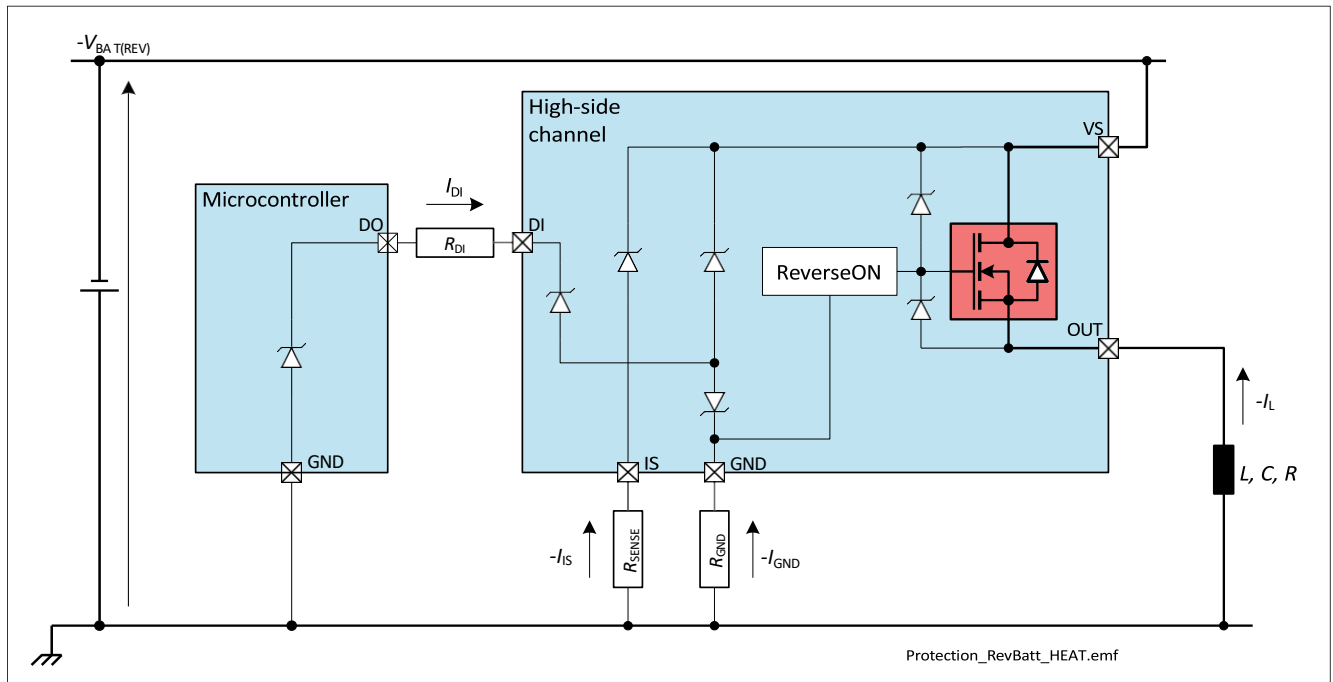 -VBAT(REV)
High-side
channel
VS
Microcontroller
IDI
DO
RDI
DI
ReverseON
OUT
-IL
GND
IS
GND
L, C, R
-IIS
RSENSE
RGND
-IGND
Protection_RevBatt_HEAT.emf